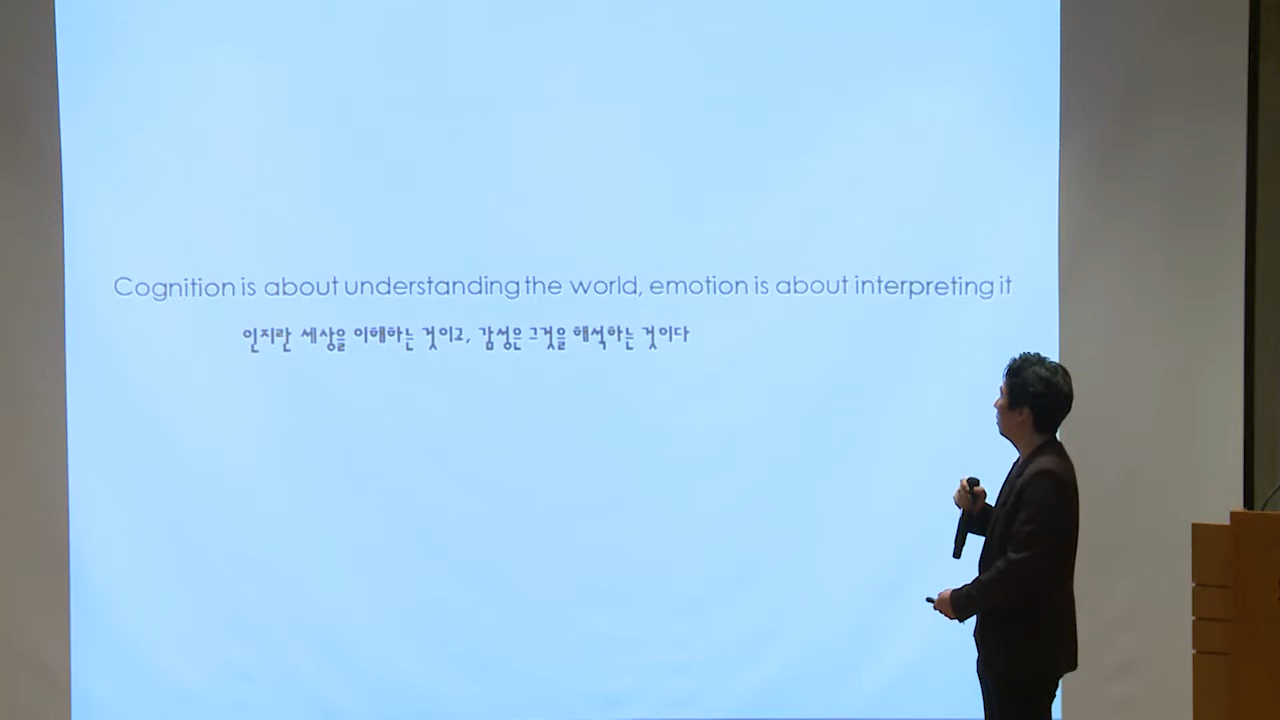 Cognition is about understanding the world, emotion is about interpreting it
인지란 세상을 이해하는 것이고, 감성은 그것을 해석하는 것이다